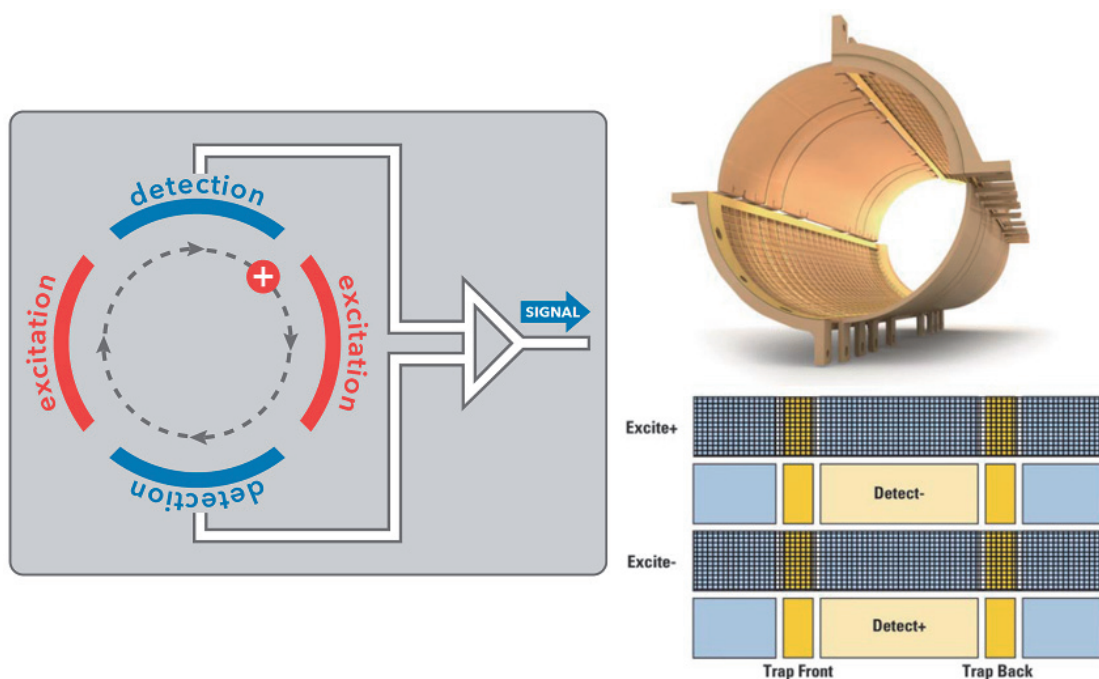 detection
excitation
+
excitation
SIGNAL
detection
Excite+
Detect-
Excite-
Detect+
Trap Front
Trap Back